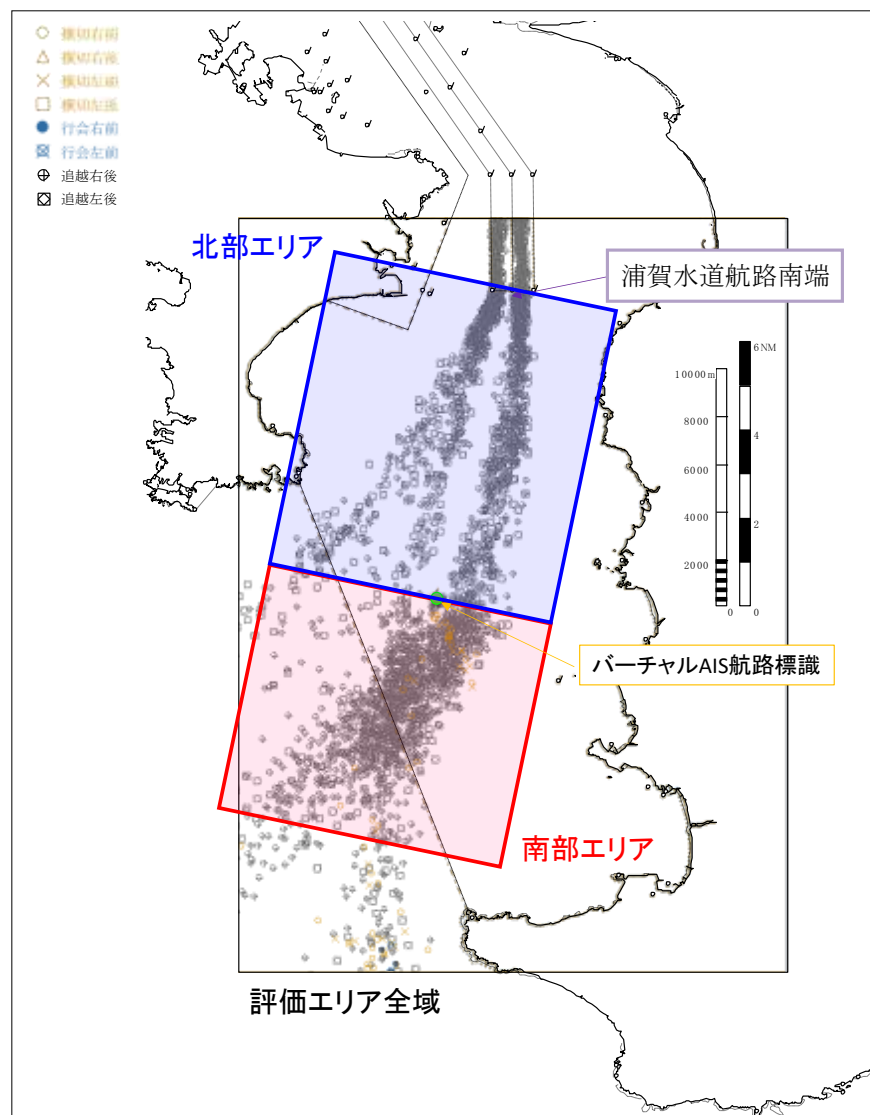 横切右前
横切右後
横切左前
横切左後
行会右前
行会左前
追越右後
追越左後
北部エリア
浦賀水道航路南端
6 NM
10000m
8000
4
6000
4000
2
2000
0
0
バーチャルAIS航路標識
南部エリア
評価エリア全域